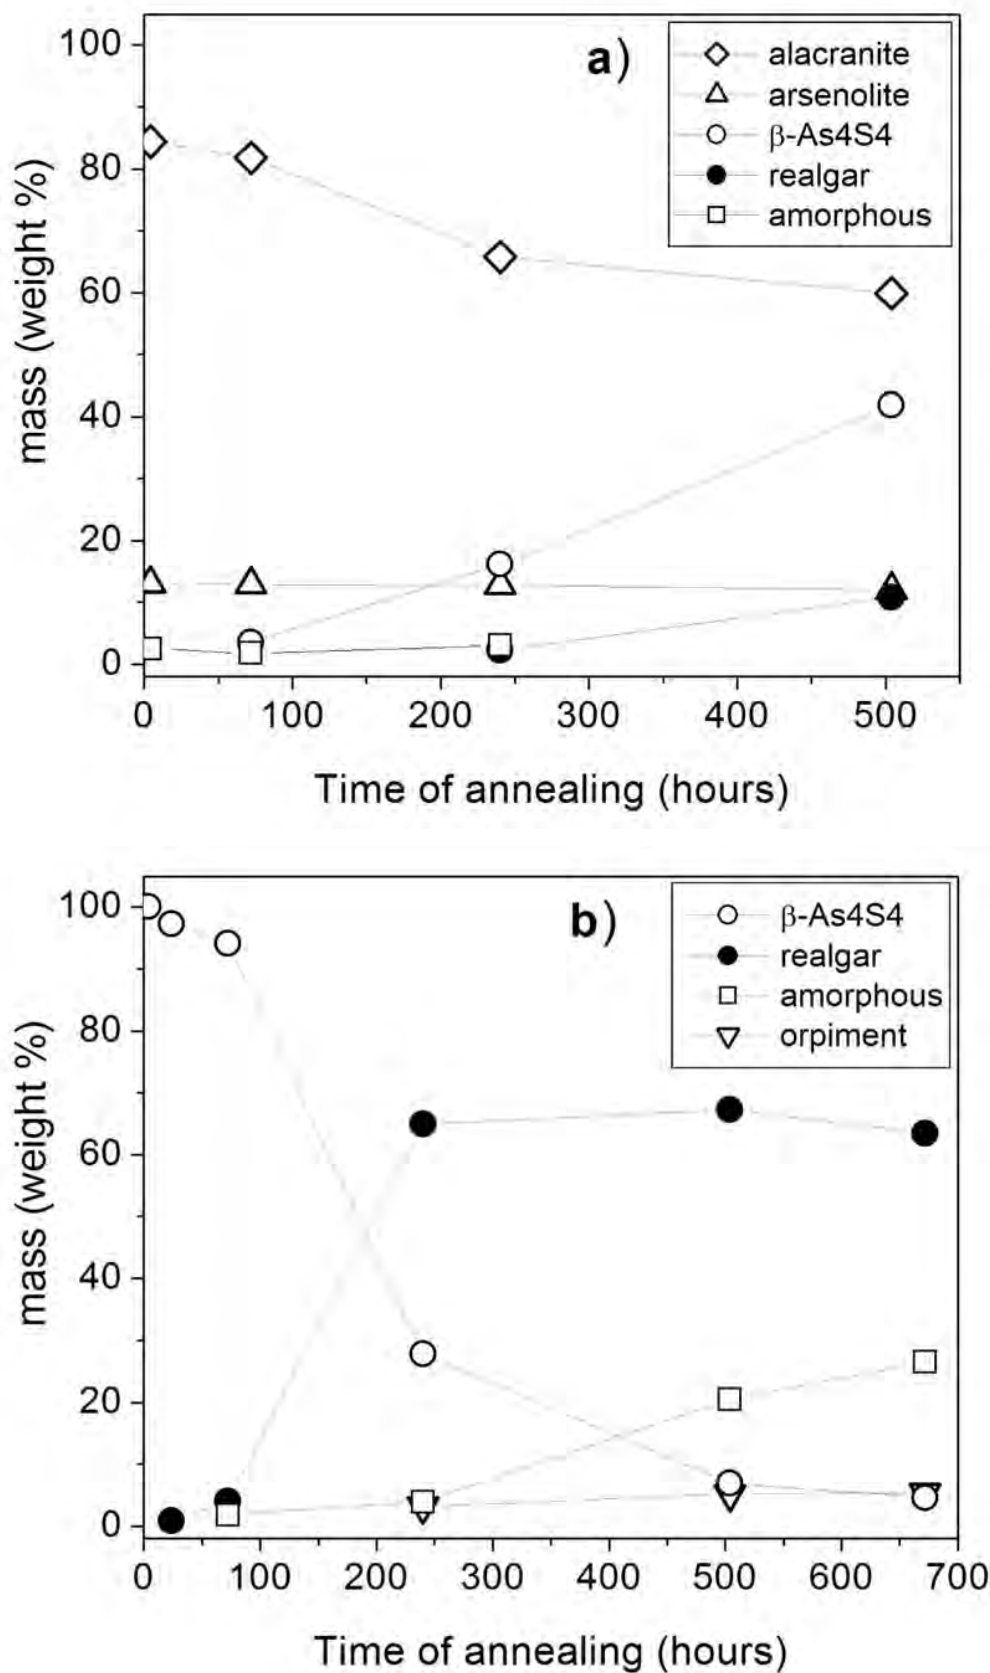 a)
alacranite
arsenolite
β-As4S4
realgar
amorphous
100
80
60
40
20
0
mass (weight %)
0 100 200 300 400 500
Time of annealing (hours)
b)
β-As4S4
realgar
amorphous
orpiment
100
80
60
40
20
0
mass (weight %)
0 100 200 300 400 500 600 700
Time of annealing (hours)